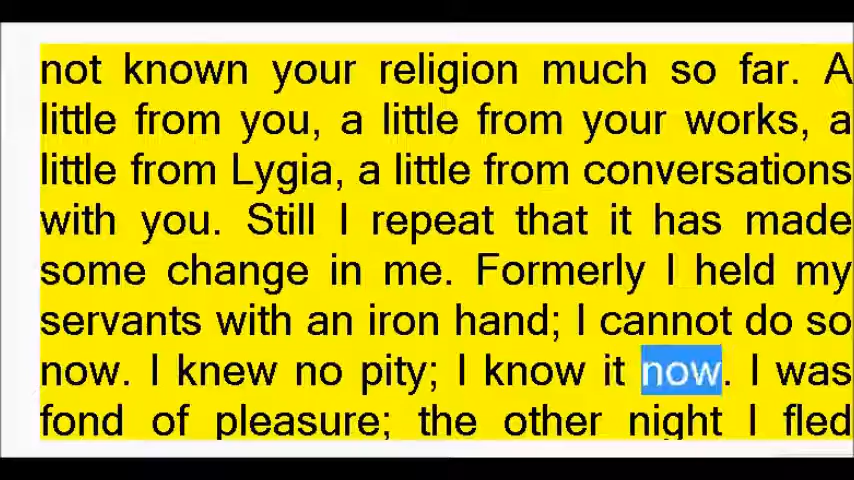 not known your religion much so far. A
little from you, a little from your works, a
little from Lygia, a little from conversations
with you. Still I repeat that it has made
some change in me. Formerly I held my
servants with an iron hand; I cannot do so
now. I knew no pity; I know it now. I was
fond of pleasure; the other night I fled